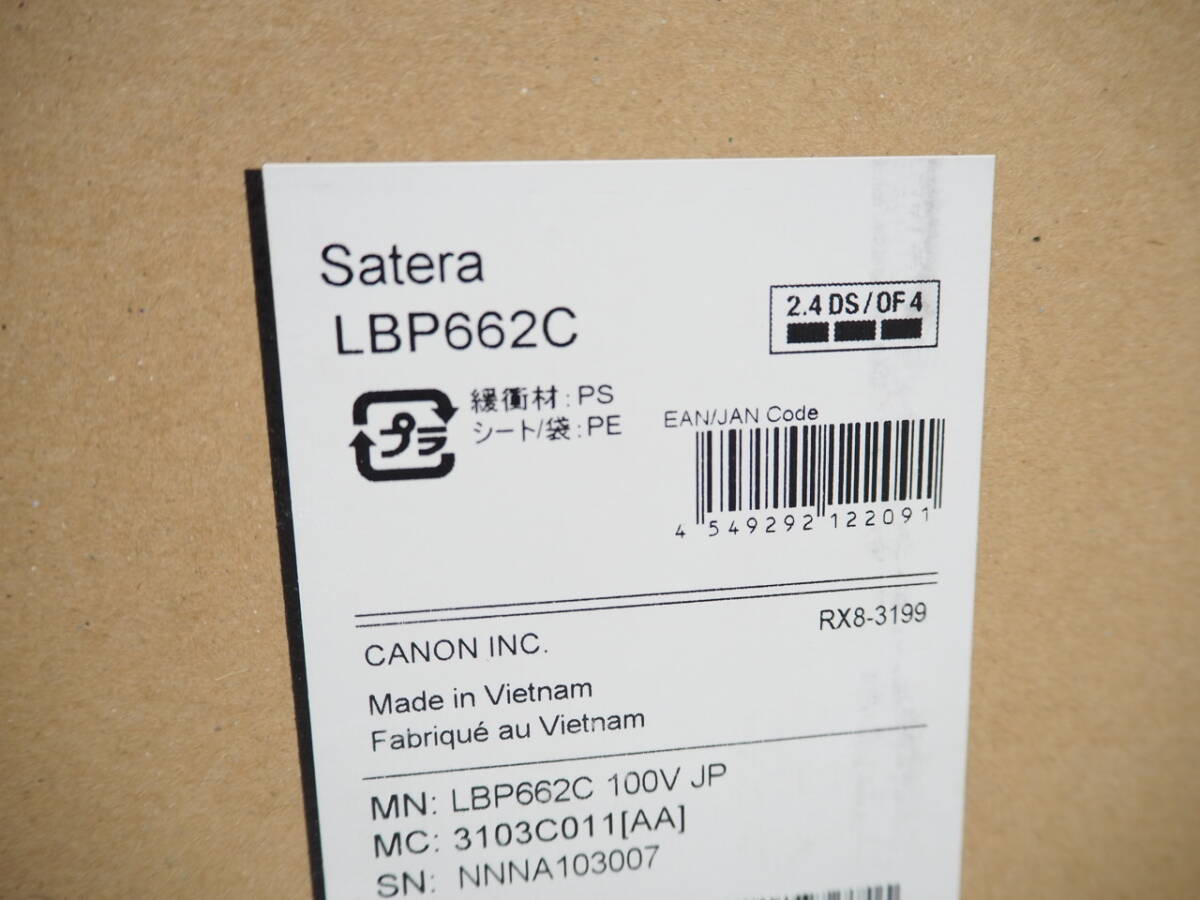 Satera
LBP662C
2.4 DS/OF4
プラ
緩衝材:PS
シート/袋:PE
EAN/JAN Code
4 549292 122091
CANON INC.
RX8-3199
Made in Vietnam
Fabriqué au Vietnam
MN: LBP662C 100V JP
MC: 3103C011[AA]
SN: NNNA103007